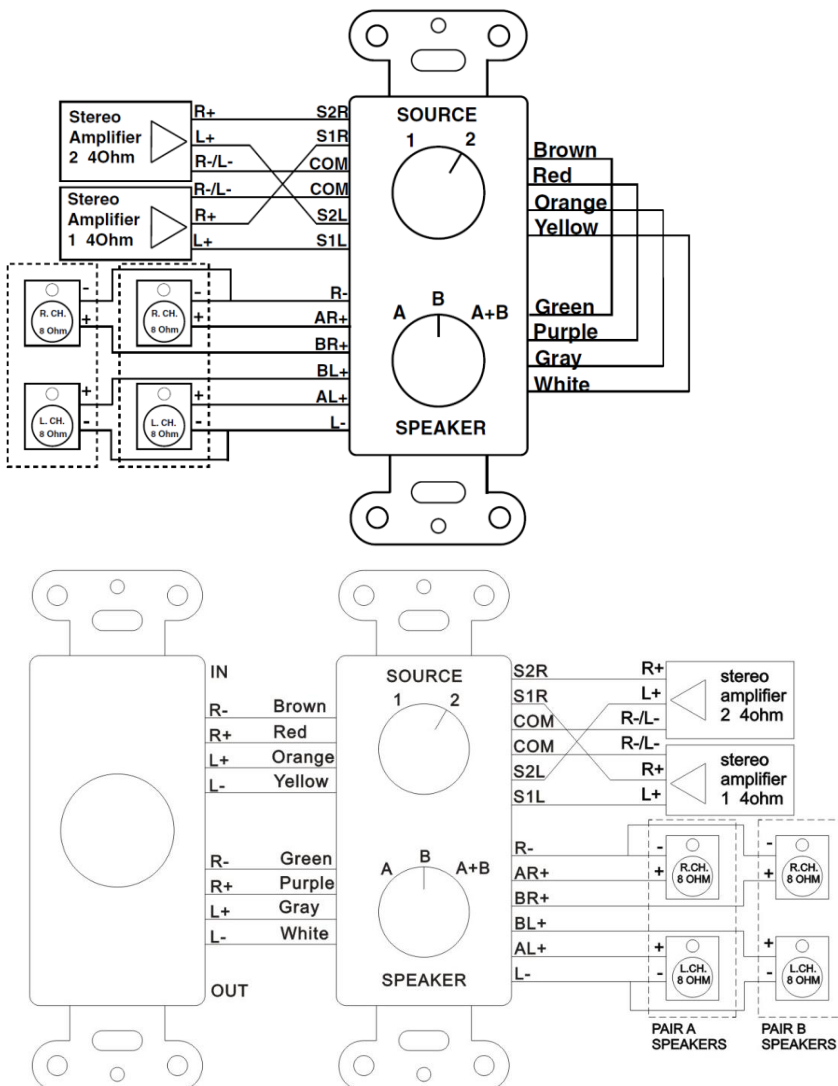 Stereo
Amplifier
2 4Ohm
R+
L+
R-/L-
Stereo
Amplifier
1 4Ohm
R-/L-
R+
L+
S2R
S1R
COM
COM
S2L
S1L
R-
AR+
BR+
BL+
AL+
L-
-
R. CH.
+
8 Ohm
-
R. CH.
+
8 Ohm
+
L. CH.
-
8 Ohm
+
L. CH.
-
8 Ohm
SOURCE
1 2
A B A+B
SPEAKER
Brown
Red
Orange
Yellow
Green
Purple
Gray
White
IN
R- Brown
R+ Red
L+ Orange
L- Yellow
R- Green
R+ Purple
L+ Gray
L- White
OUT
SOURCE
1 2
A B A+B
SPEAKER
S2R
S1R
COM
COM
S2L
S1L
R-
AR+
BR+
BL+
AL+
L-
R+
L+
R-/L-
R-/L-
R+
L+
stereo
amplifier
2 4ohm
stereo
amplifier
1 4ohm
-
R.CH.
+
8 OHM
-
R.CH.
+
8 OHM
+
L.CH.
-
8 OHM
+
L.CH.
-
8 OHM
PAIR A
SPEAKERS
PAIR B
SPEAKERS